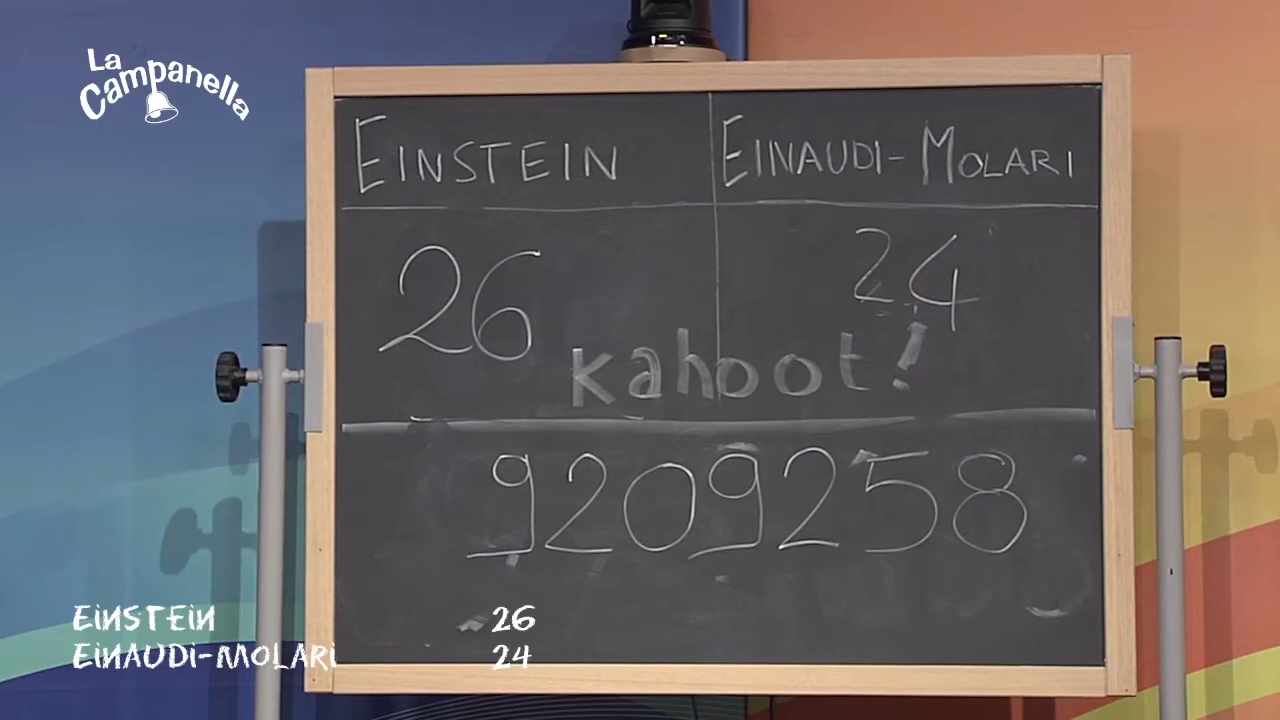 La
Campanella
EINSTEIN
EINAUDI-MOLARI
26
24
kahoot!
9209258
EINSTEIN 26
EINAUDI-MOLARI 24